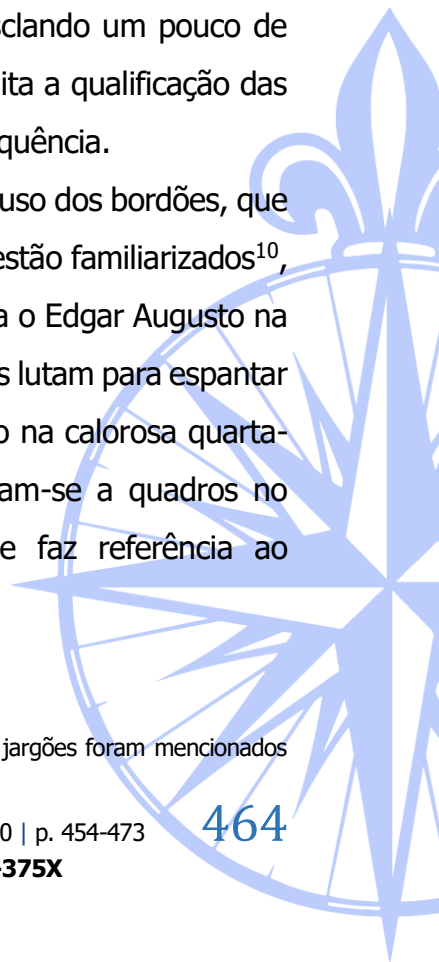 sclando um pouco de
ita a qualificação das
quência.
uso dos bordões, que
estão familiarizados10,
a o Edgar Augusto na
s lutam para espantar
o na calorosa quarta-
am-se a quadros no
e faz referência ao
jargões foram mencionados
0 | p. 454-473 464
-375X